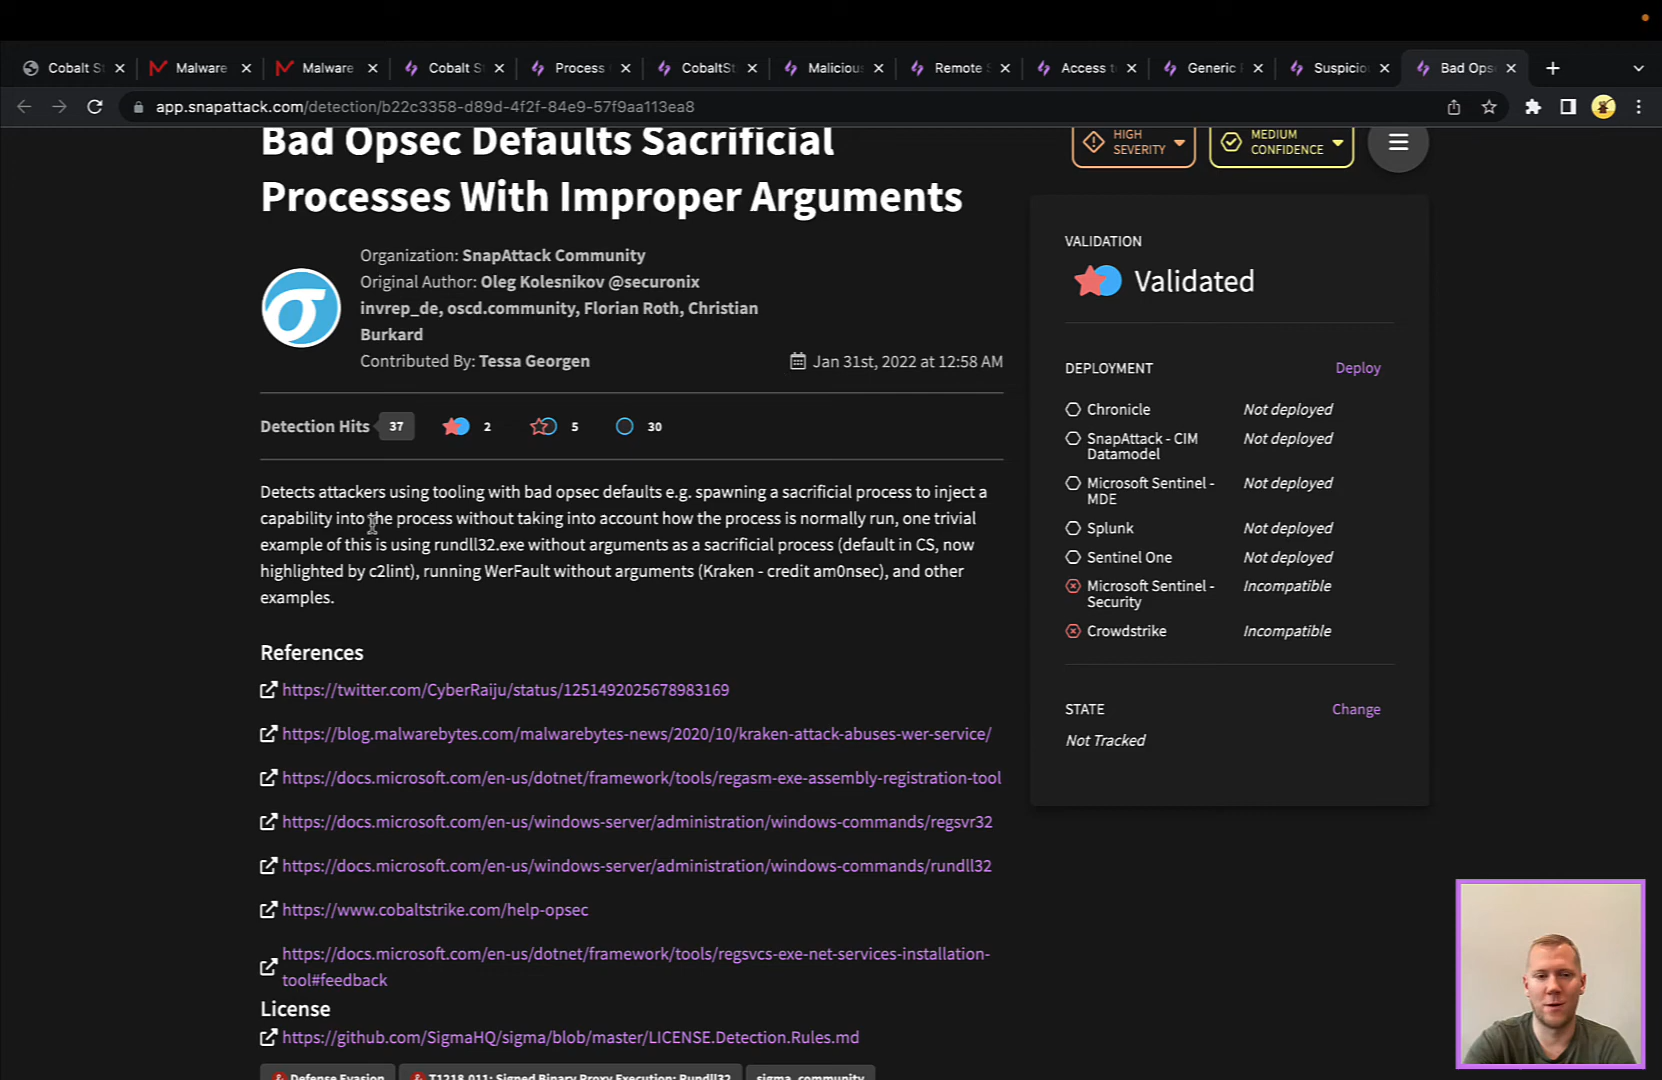 Cobalt St
Malware
Malware
Cobalt S
Process
CobaltSt
Malicious
Remote S
Access t
Generic
Suspicio
Bad Ops
app.snapattack.com/detection/b22c3358-d89d-4f2f-84e9-57f9aa113ea8
Bad Opsec Defaults Sacrificial
Processes With Improper Arguments
HIGH
SEVERITY
MEDIUM
CONFIDENCE
Organization: SnapAttack Community
Original Author: Oleg Kolesnikov @securonix
invrep_de, oscd.community, Florian Roth, Christian
Burkard
Contributed By: Tessa Georgen
Jan 31st, 2022 at 12:58 AM
Detection Hits 37 2 5 30
Detects attackers using tooling with bad opsec defaults e.g. spawning a sacrificial process to inject a
capability into the process without taking into account how the process is normally run, one trivial
example of this is using rundll32.exe without arguments as a sacrificial process (default in CS, now
highlighted by c2lint), running WerFault without arguments (Kraken - credit am0nsec), and other
examples.
References
https://twitter.com/CyberRaiju/status/1251492025678983169
https://blog.malwarebytes.com/malwarebytes-news/2020/10/kraken-attack-abuses-wer-service/
https://docs.microsoft.com/en-us/dotnet/framework/tools/regasm-exe-assembly-registration-tool
https://docs.microsoft.com/en-us/windows-server/administration/windows-commands/regsvr32
https://docs.microsoft.com/en-us/windows-server/administration/windows-commands/rundll32
https://www.cobaltstrike.com/help-opsec
https://docs.microsoft.com/en-us/dotnet/framework/tools/regsvcs-exe-net-services-installation-
tool#feedback
License
https://github.com/SigmaHQ/sigma/blob/master/LICENSE.Detection.Rules.md
Defense Evasion
T1218.011: Signed Binary Proxy Execution: Rundll32
sigma_community
VALIDATION
Validated
DEPLOYMENT Deploy
Chronicle Not deployed
SnapAttack - CIM Not deployed
Datamodel
Microsoft Sentinel - Not deployed
MDE
Splunk Not deployed
Sentinel One Not deployed
Microsoft Sentinel - Incompatible
Security
Crowdstrike Incompatible
STATE Change
Not Tracked